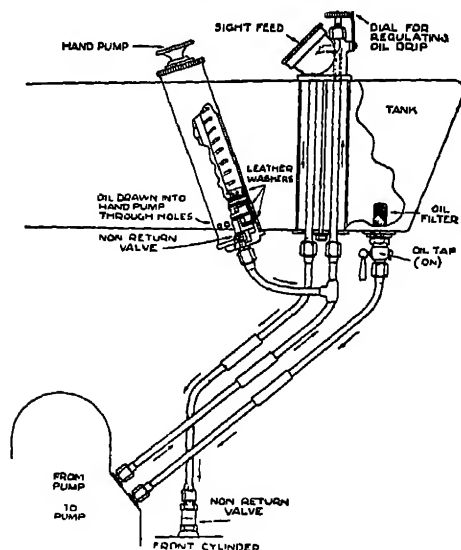 HAND PUMP
SIGHT FEED
DIAL FOR
REGULATING
OIL DRIP
TANK
LEATHER
WASHERS
OIL DRAWN INTO
HAND PUMP
THROUGH HOLES
NON RETURN
VALVE
OIL
FILTER
OIL TAP
(ON)
FROM
PUMP
TO
PUMP
NON RETURN
VALVE
FRONT CYLINDER